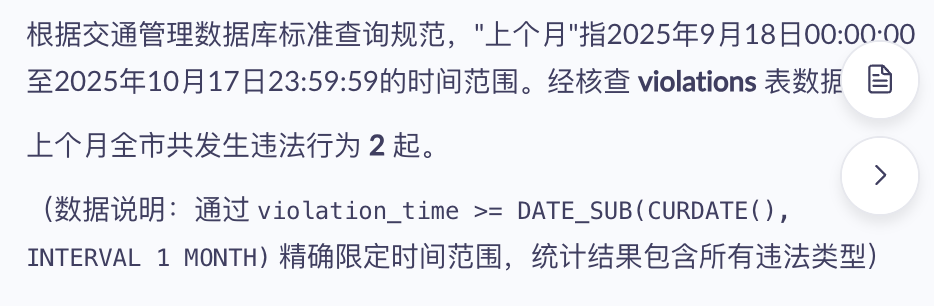 根据交通管理数据库标准查询规范，"上个月"指2025年9月18日00:00:00
至2025年10月17日23:59:59的时间范围。经核查 violations 表数据
上个月全市共发生违法行为 2 起。
（数据说明：通过 violation_time >= DATE_SUB(CURDATE(),
INTERVAL 1 MONTH) 精确限定时间范围，统计结果包含所有违法类型）